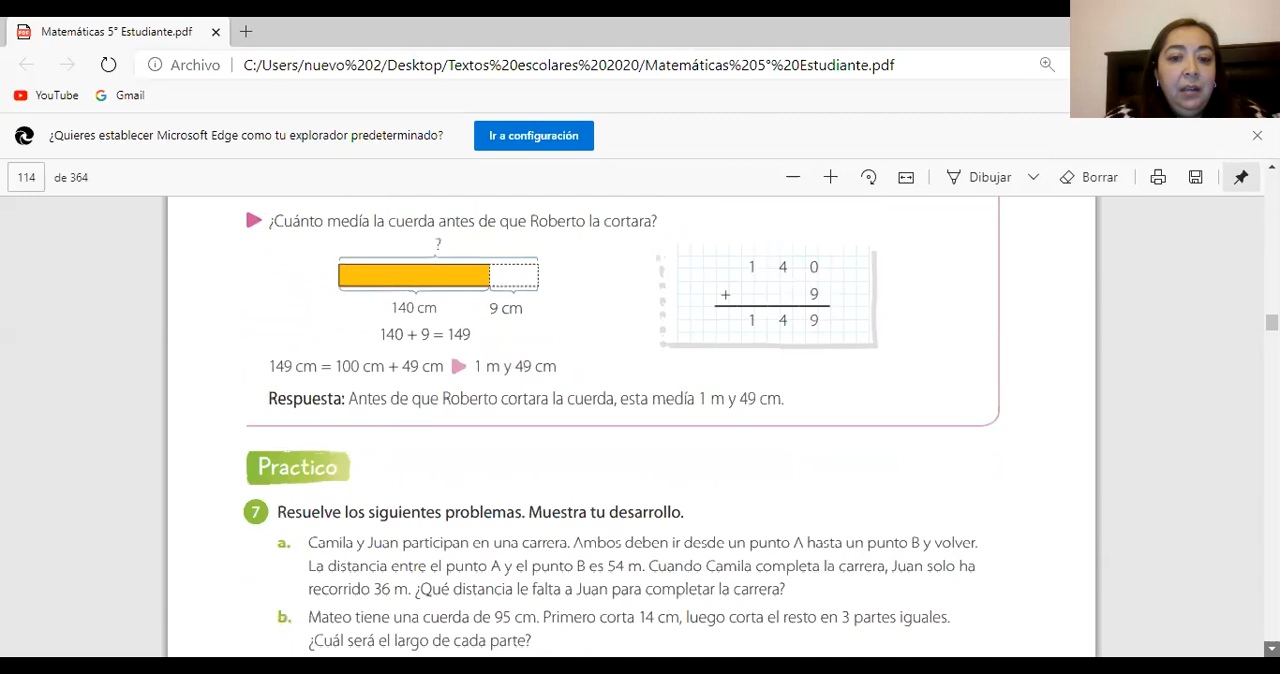 Matemáticas 5° Estudiante.pdf
Archivo C:/Users/nuevo%202/Desktop/Textos%20escolares%202020/Matemáticas%205°%20Estudiante.pdf
YouTube Gmail
¿Quieres establecer Microsoft Edge como tu explorador predeterminado? Ir a configuración
114 de 364 Dibujar Borrar
¿Cuánto medía la cuerda antes de que Roberto la cortara?
?
140 cm 9 cm
140 + 9 = 149
1 4 0
+ 9
1 4 9
149 cm = 100 cm + 49 cm 1 m y 49 cm
Respuesta: Antes de que Roberto cortara la cuerda, esta medía 1 m y 49 cm.
Practico
7 Resuelve los siguientes problemas. Muestra tu desarrollo.
a. Camila y Juan participan en una carrera. Ambos deben ir desde un punto A hasta un punto B y volver.
La distancia entre el punto A y el punto B es 54 m. Cuando Camila completa la carrera, Juan solo ha
recorrido 36 m. ¿Qué distancia le falta a Juan para completar la carrera?
b. Mateo tiene una cuerda de 95 cm. Primero corta 14 cm, luego corta el resto en 3 partes iguales.
¿Cuál será el largo de cada parte?